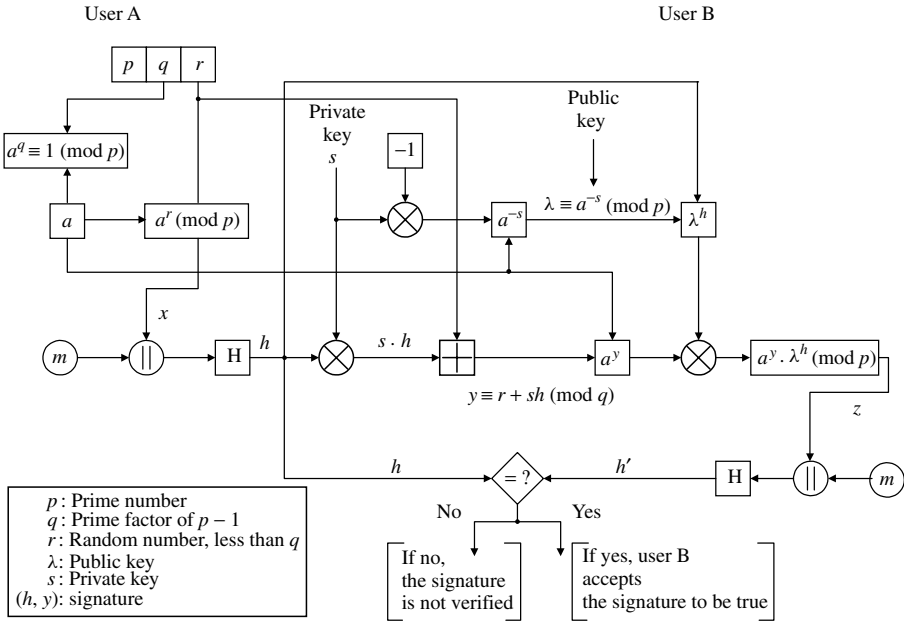 User A
User B
p q r
a^q ≡ 1 (mod p)
Private
key
s
−1
Public
key
a
a^r (mod p)
a^{−s}
λ ≡ a^{−s} (mod p)
λ^h
x
m
||
H
h
s · h
a^y
a^y · λ^h (mod p)
y ≡ r + sh (mod q)
z
h
= ?
h′
H
||
m
No
Yes
If no,
the signature
is not verified
If yes, user B
accepts
the signature to be true
p: Prime number
q: Prime factor of p − 1
r: Random number, less than q
λ: Public key
s: Private key
(h, y): signature